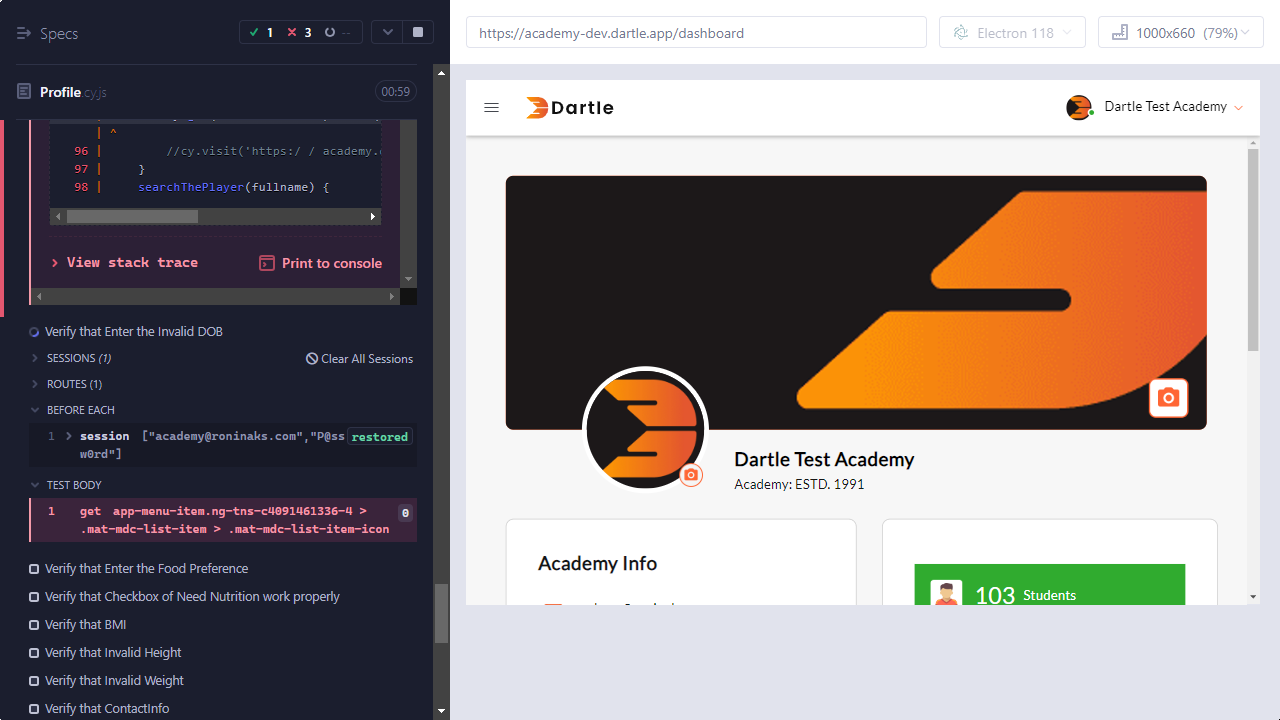 Specs
1
3
--
https://academy-dev.dartle.app/dashboard
Electron 118
1000x660 (79%)
Profile cy.js
00:59
| ^
96 | //cy.visit('https:/ / academy.
97 | }
98 | searchThePlayer(fullname) {
> View stack trace
Print to console
Verify that Enter the Invalid DOB
SESSIONS (1)
Clear All Sessions
ROUTES (1)
BEFORE EACH
1 > session ["academy@roninaks.com","P@ss
w0rd"]
restored
TEST BODY
1 get app-menu-item.ng-tns-c4091461336-4 >
.mat-mdc-list-item > .mat-mdc-list-item-icon
0
Verify that Enter the Food Preference
Verify that Checkbox of Need Nutrition work properly
Verify that BMI
Verify that Invalid Height
Verify that Invalid Weight
Verify that ContactInfo
Dartle
Dartle Test Academy
Dartle Test Academy
Academy: ESTD. 1991
Academy Info
103 Students